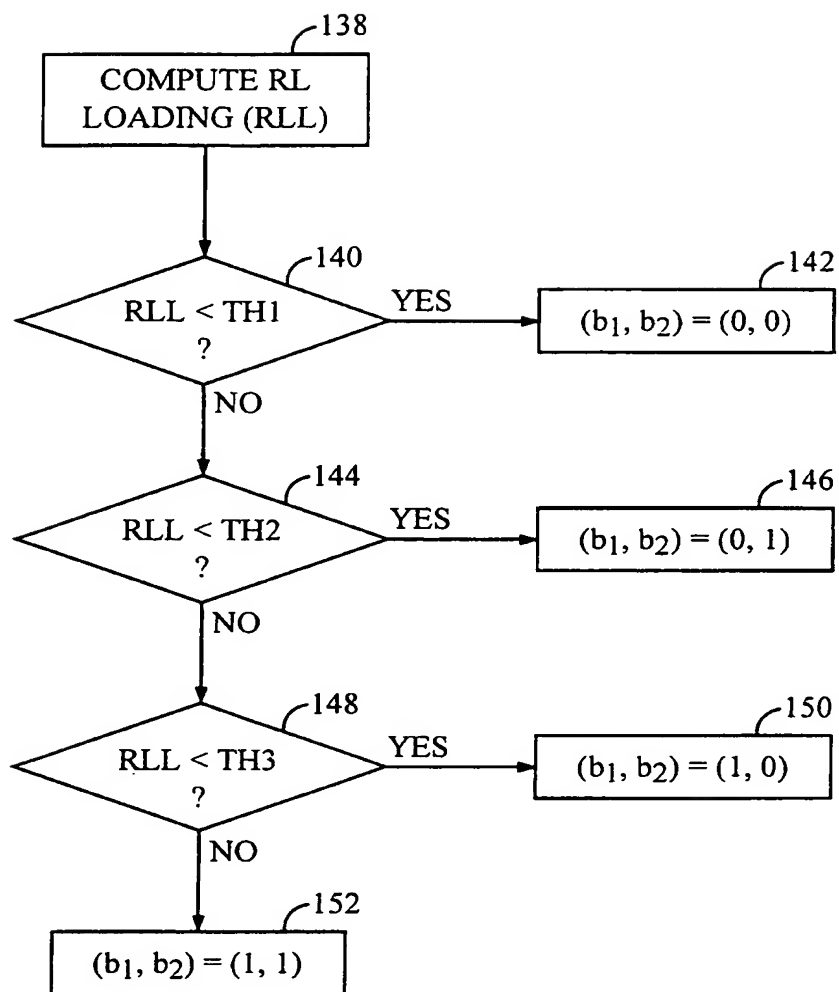 138
COMPUTE RL
LOADING (RLL)
140
RLL < TH1
?
YES
142
(b1, b2) = (0, 0)
NO
144
RLL < TH2
?
YES
146
(b1, b2) = (0, 1)
NO
148
RLL < TH3
?
YES
150
(b1, b2) = (1, 0)
NO
152
(b1, b2) = (1, 1)